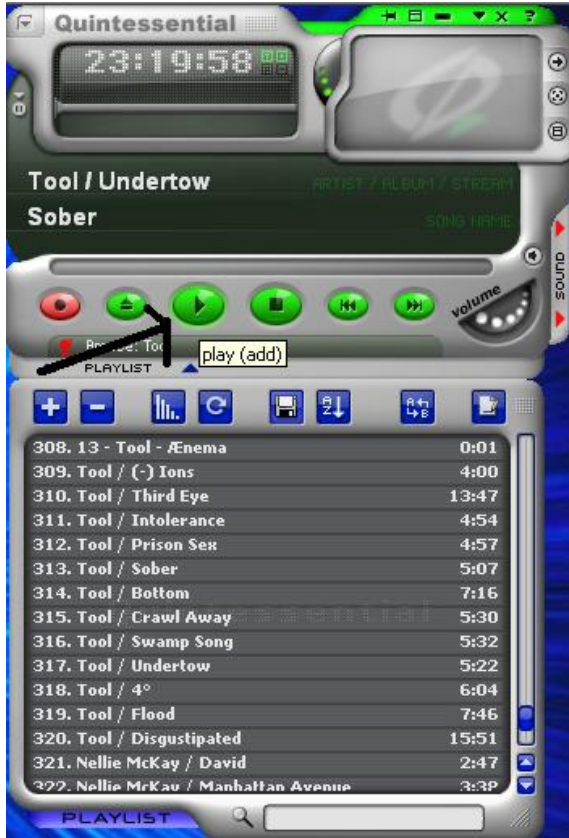 Quintessential
23:19:58
Tool / Undertow
ARTIST / ALBUM / STREAM
Sober
SONG NAME
SOUND
volume
play (add)
PLAYLIST
308. 13 - Tool - Ænema 0:01
309. Tool / (-) Ions 4:00
310. Tool / Third Eye 13:47
311. Tool / Intolerance 4:54
312. Tool / Prison Sex 4:57
313. Tool / Sober 5:07
314. Tool / Bottom 7:16
315. Tool / Crawl Away 5:30
316. Tool / Swamp Song 5:32
317. Tool / Undertow 5:22
318. Tool / 4° 6:04
319. Tool / Flood 7:46
320. Tool / Disgustipated 15:51
321. Nellie McKay / David 2:47
322. Nellie McKay / Manhattan Avenue 3:38
PLAYLIST